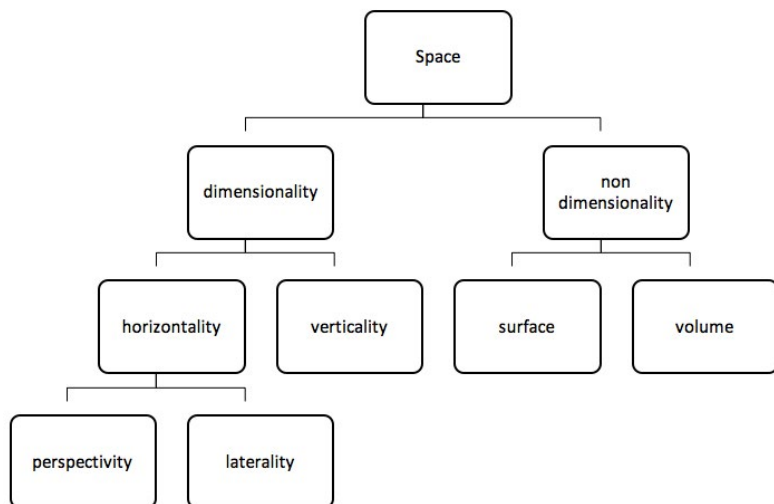 Space
dimensionality
non
dimensionality
horizontality
verticality
surface
volume
perspectivity
laterality